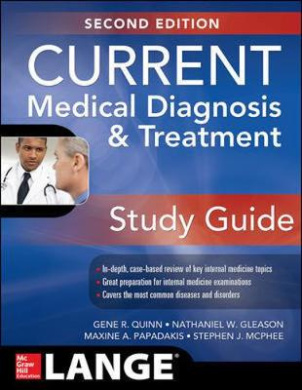 SECOND EDITION
CURRENT
Medical Diagnosis
& Treatment
Study Guide
• In-depth, case-based review of key internal medicine topics
• Great preparation for internal medicine examinations
• Covers the most common diseases and disorders
GENE R. QUINN • NATHANIEL W. GLEASON
MAXINE A. PAPADAKIS • STEPHEN J. MCPHEE
Mc
Graw
Hill
Education
LANGE®